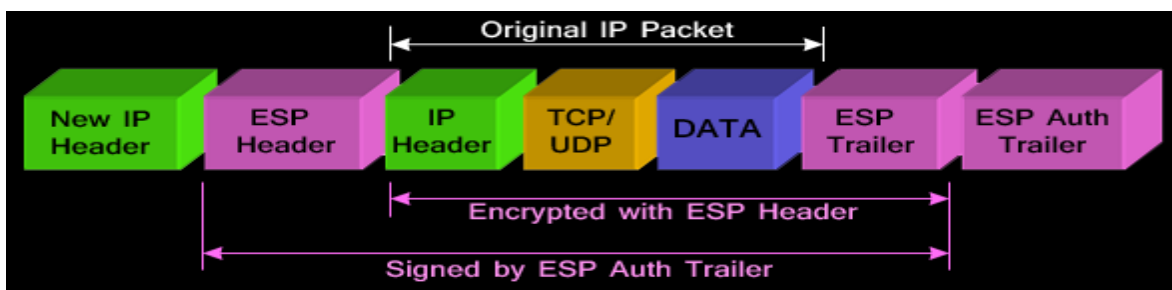 Original IP Packet
New IP
Header
ESP
Header
IP
Header
TCP/
UDP
DATA
ESP
Trailer
ESP Auth
Trailer
Encrypted with ESP Header
Signed by ESP Auth Trailer